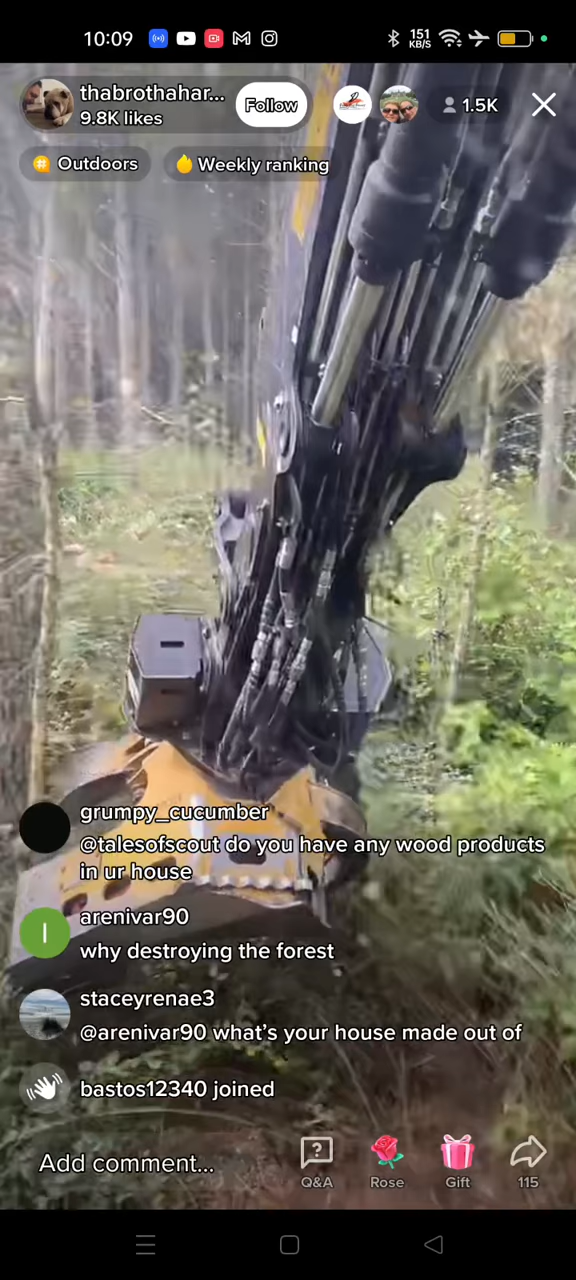 10:09
151
KB/S
thabrothahar...
9.8K likes
Follow
1.5K
Outdoors
Weekly ranking
grumpy_cucumber
@talesofscout do you have any wood products
in ur house
I
arenivar90
why destroying the forest
staceyrenae3
@arenivar90 what's your house made out of
bastos12340 joined
Add comment...
Q&A
Rose
Gift
115